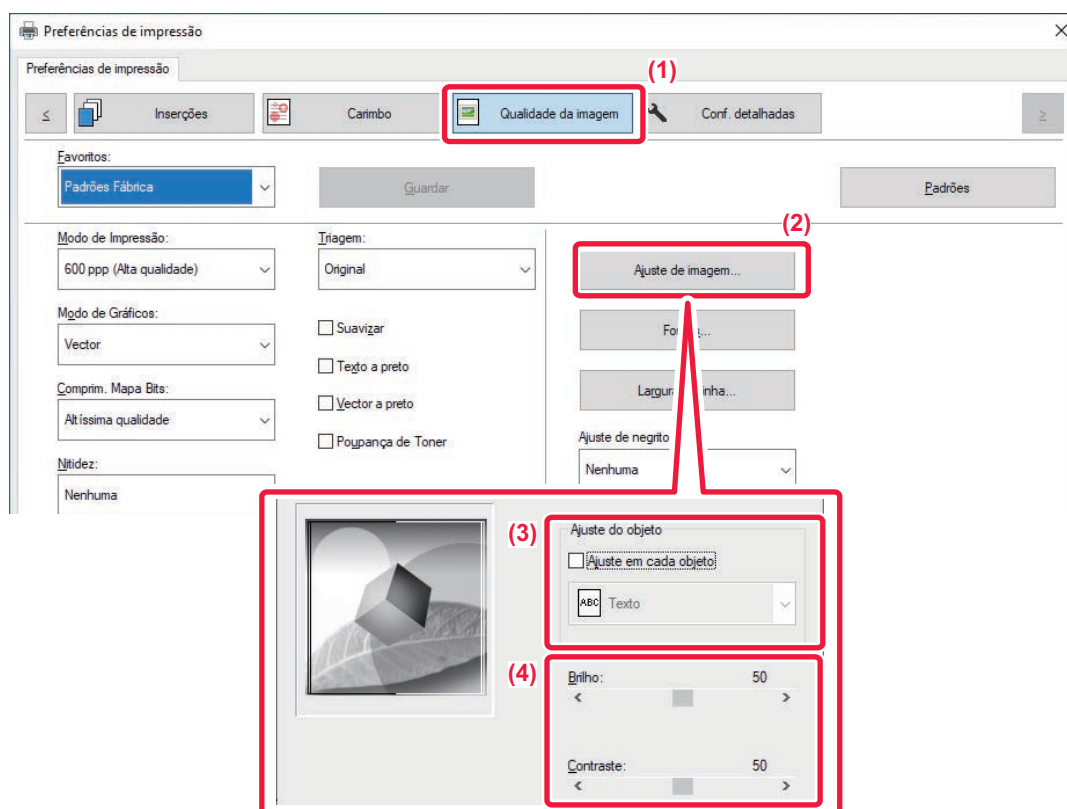 Preferências de impressão
Preferências de impressão
(1)
Inserções
Carimbo
Qualidade da imagem
Conf. detalhadas
Favoritos:
Padrões Fábrica
Guardar
Padrões
(2)
Modo de Impressão:
600 ppp (Alta qualidade)
Triagem:
Original
Ajuste de imagem...
Modo de Gráficos:
Vector
Suavizar
Texto a preto
Vector a preto
Poupança de Toner
Comprim. Mapa Bits:
Altíssima qualidade
Ajuste de negrito
Nenhuma
Nitidez:
Nenhuma
(3)
Ajuste do objeto
Ajuste em cada objeto
ABC Texto
(4)
Brilho: 50
< >
Contraste: 50
< >